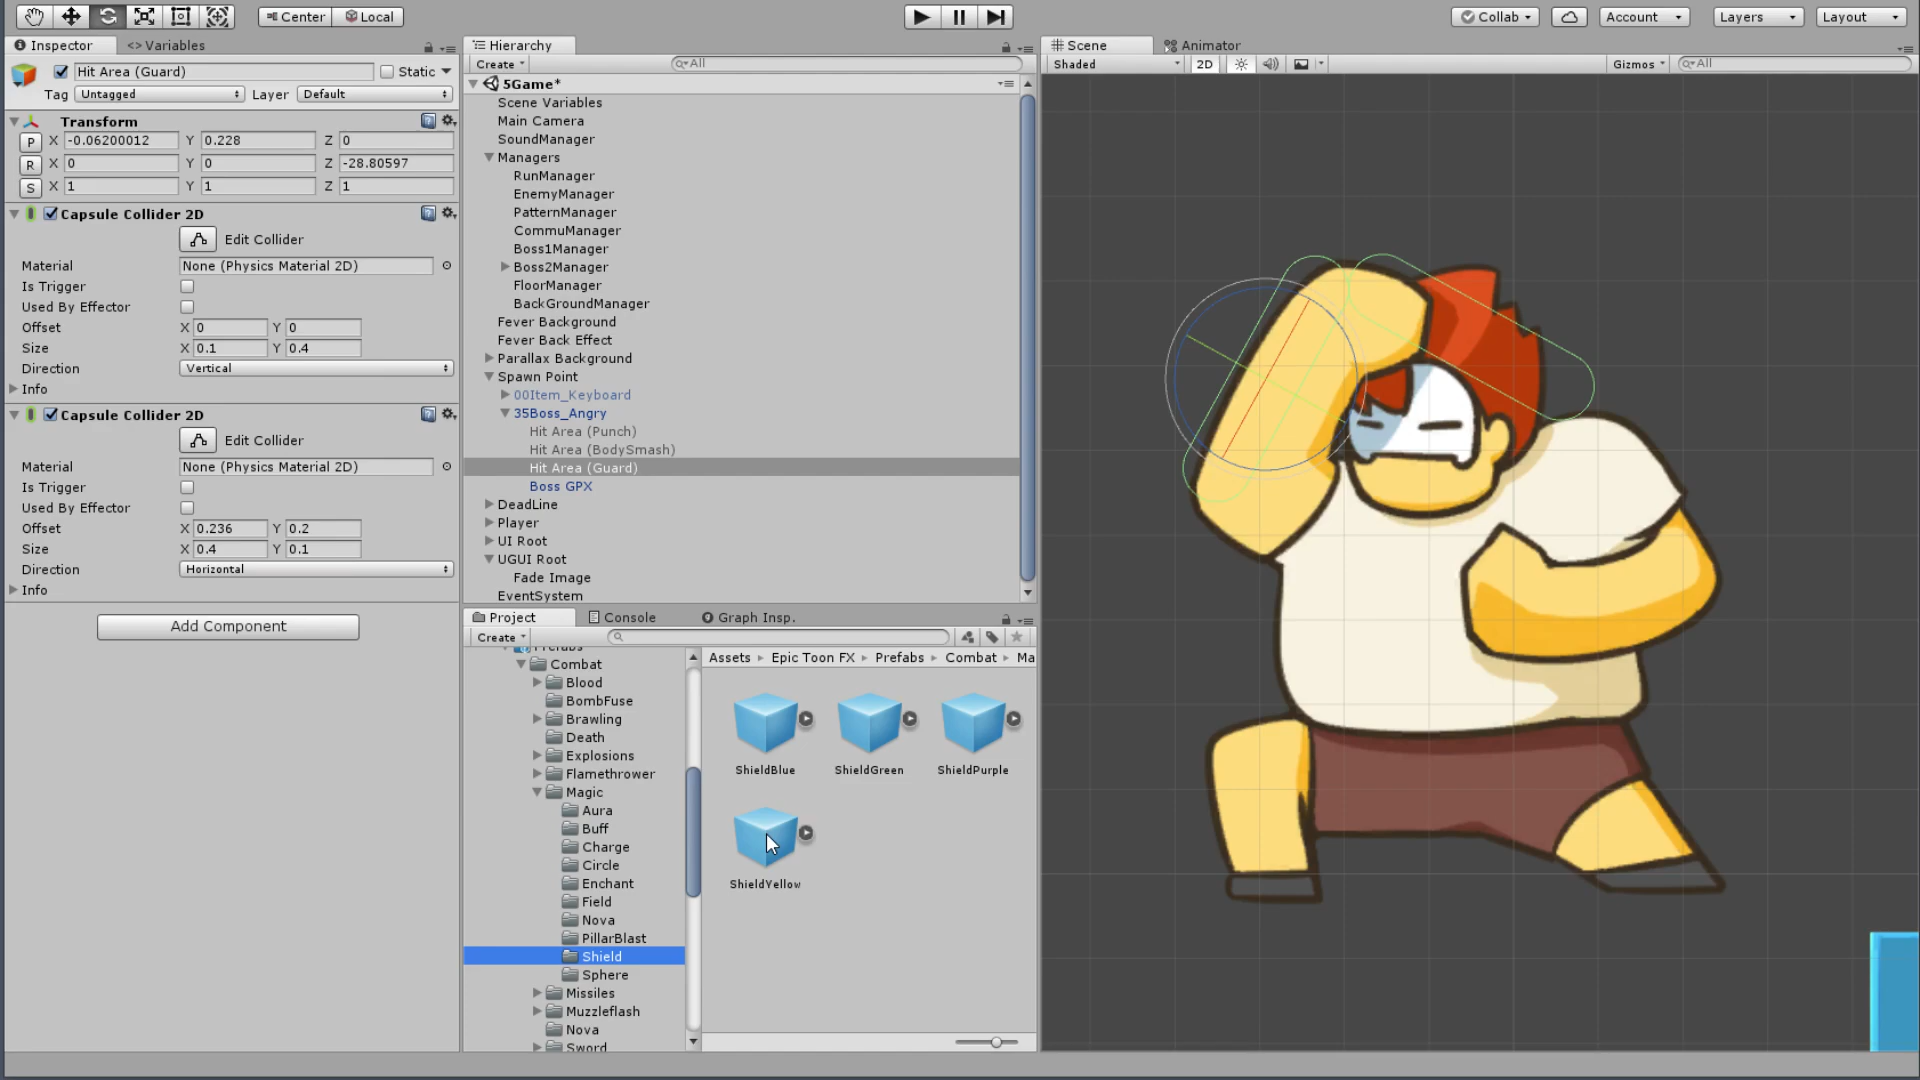 Center
Local
Collab
Account
Layers
Layout
Inspector
<> Variables
Hit Area (Guard)
Static
Tag
Untagged
Layer
Default
Transform
P X -0.06200012 Y 0.228 Z 0
R X 0 Y 0 Z -28.80597
S X 1 Y 1 Z 1
Capsule Collider 2D
Edit Collider
Material None (Physics Material 2D)
Is Trigger
Used By Effector
Offset X 0 Y 0
Size X 0.1 Y 0.4
Direction Vertical
Info
Capsule Collider 2D
Edit Collider
Material None (Physics Material 2D)
Is Trigger
Used By Effector
Offset X 0.236 Y 0.2
Size X 0.4 Y 0.1
Direction Horizontal
Info
Add Component
Hierarchy
Create
All
5Game*
Scene Variables
Main Camera
SoundManager
Managers
RunManager
EnemyManager
PatternManager
CommuManager
Boss1Manager
Boss2Manager
FloorManager
BackGroundManager
Fever Background
Fever Back Effect
Parallax Background
Spawn Point
00Item_Keyboard
35Boss_Angry
Hit Area (Punch)
Hit Area (BodySmash)
Hit Area (Guard)
Boss GPX
DeadLine
Player
UI Root
UGUI Root
Fade Image
EventSystem
Project
Console
Graph Insp.
Create
Prefabs
Combat
Blood
BombFuse
Brawling
Death
Explosions
Flamethrower
Magic
Aura
Buff
Charge
Circle
Enchant
Field
Nova
PillarBlast
Shield
Sphere
Missiles
Muzzleflash
Nova
Sword
Assets ▸ Epic Toon FX ▸ Prefabs ▸ Combat ▸ Ma
ShieldBlue
ShieldGreen
ShieldPurple
ShieldYellow
Scene
Animator
Shaded
2D
Gizmos
All